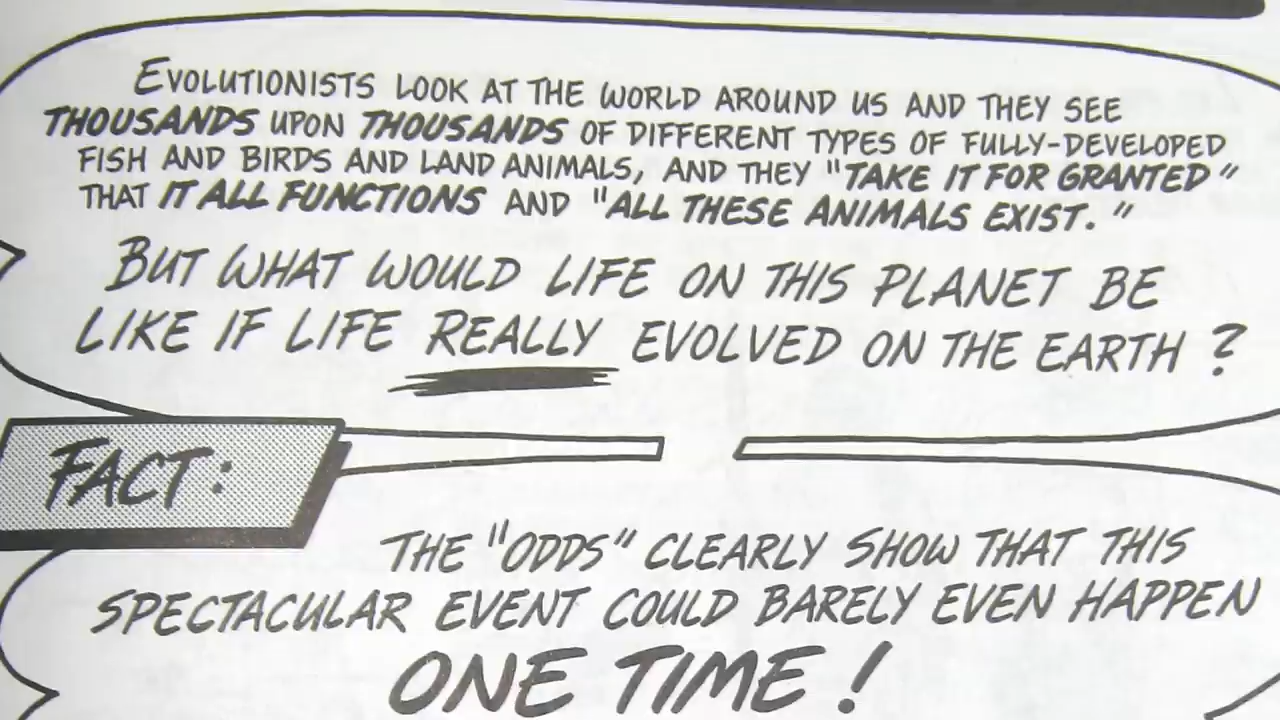 EVOLUTIONISTS LOOK AT THE WORLD AROUND US AND THEY SEE
THOUSANDS UPON THOUSANDS OF DIFFERENT TYPES OF FULLY-DEVELOPED
FISH AND BIRDS AND LAND ANIMALS, AND THEY "TAKE IT FOR GRANTED"
THAT IT ALL FUNCTIONS AND "ALL THESE ANIMALS EXIST."
BUT WHAT WOULD LIFE ON THIS PLANET BE
LIKE IF LIFE REALLY EVOLVED ON THE EARTH?
FACT:
THE "ODDS" CLEARLY SHOW THAT THIS
SPECTACULAR EVENT COULD BARELY EVEN HAPPEN
ONE TIME!